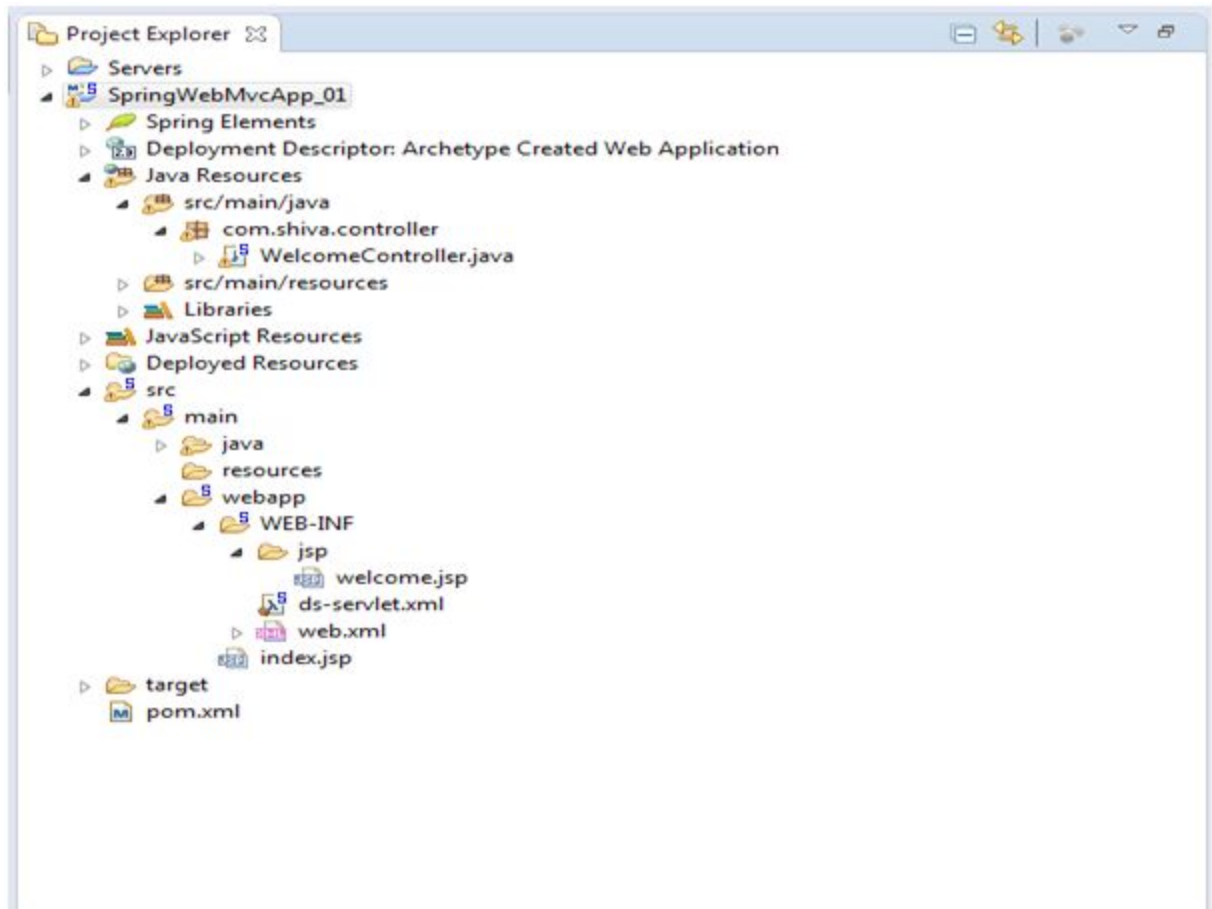 Project Explorer
Servers
SpringWebMvcApp_01
Spring Elements
Deployment Descriptor: Archetype Created Web Application
Java Resources
src/main/java
com.shiva.controller
WelcomeController.java
src/main/resources
Libraries
JavaScript Resources
Deployed Resources
src
main
java
resources
webapp
WEB-INF
jsp
welcome.jsp
ds-servlet.xml
web.xml
index.jsp
target
pom.xml